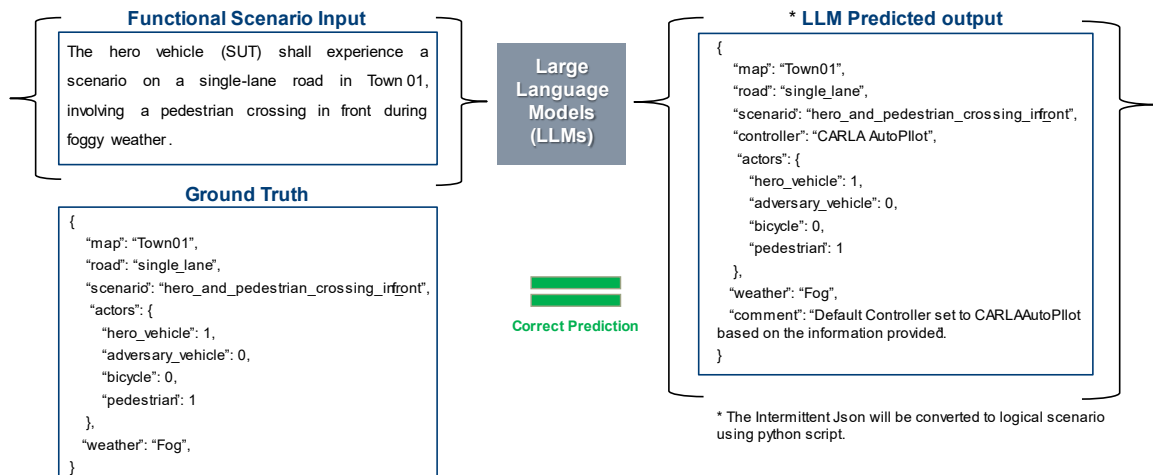 Functional Scenario Input
The hero vehicle (SUT) shall experience a
scenario on a single-lane road in Town 01,
involving a pedestrian crossing in front during
foggy weather.
Ground Truth
{
“map”: “Town01”,
“road”: “single_lane”,
“scenario”: “hero_and_pedestrian_crossing_in_front”,
“actors”: {
“hero_vehicle”: 1,
“adversary_vehicle”: 0,
“bicycle”: 0,
“pedestrian”: 1
},
“weather”: “Fog”,
}
Large
Language
Models
(LLMs)
Correct Prediction
* LLM Predicted output
{
“map”: “Town01”,
“road”: “single_lane”,
“scenario”: “hero_and_pedestrian_crossing_in_front”,
“controller”: “CARLA AutoPIlot”,
“actors”: {
“hero_vehicle”: 1,
“adversary_vehicle”: 0,
“bicycle”: 0,
“pedestrian”: 1
},
“weather”: “Fog”,
“comment”: “Default Controller set to CARLAAutoPIlot
based on the information provided”.
}
* The Intermittent Json will be converted to logical scenario
using python script.